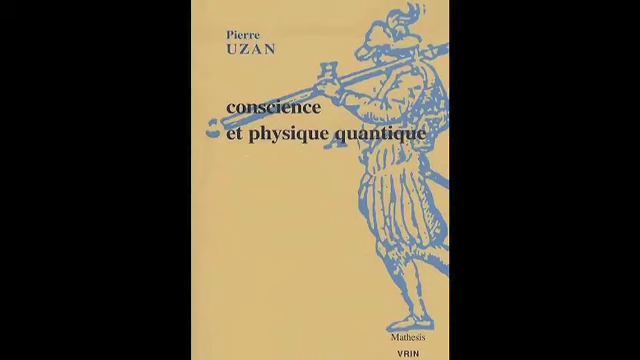 Pierre
UZAN
conscience
et physique quantique
Mathesis
VRIN